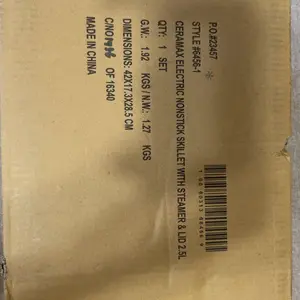 P.O.#23457
STYLE #6456-1
CERAMAX ELECTRIC NONSTICK SKILLET WITH STEAMER & LID 2.5L
QTY: 1 SET
G.W.: 1.92 KGS / N.W.: 1.27 KGS
DIMENSIONS: 42X17.3X28.5 CM
C/NO OF 16340
MADE IN CHINA